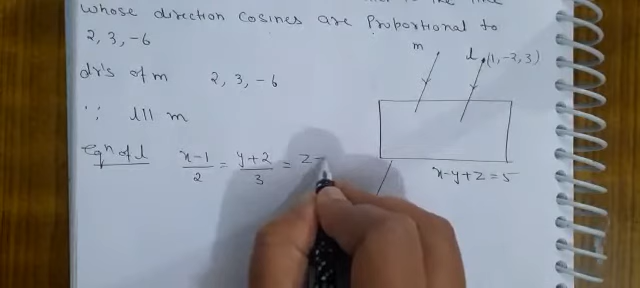 whose direction cosines are Proportional to
2, 3, -6
m
l (1, -2, 3)
dr's of m 2, 3, -6
∵ l || m
Eqn of l x-1/2 = y+2/3 = z-
x-y+z=5